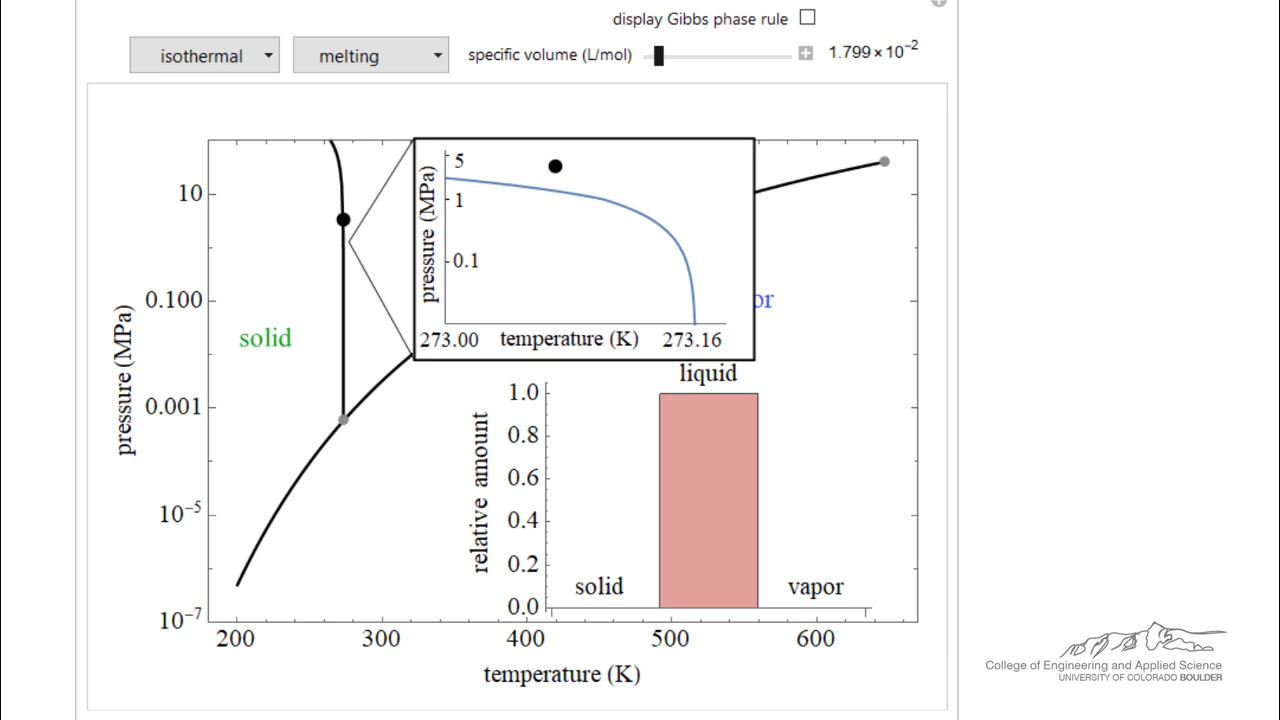 display Gibbs phase rule
isothermal
melting
specific volume (L/mol)
1.799×10⁻²
pressure (MPa)
10
0.100
0.001
10⁻⁵
10⁻⁷
200
300
400
500
600
temperature (K)
solid
or
pressure (MPa)
5
1
0.1
273.00
temperature (K)
273.16
liquid
relative amount
1.0
0.8
0.6
0.4
0.2
0.0
solid
vapor
College of Engineering and Applied Science
UNIVERSITY OF COLORADO BOULDER